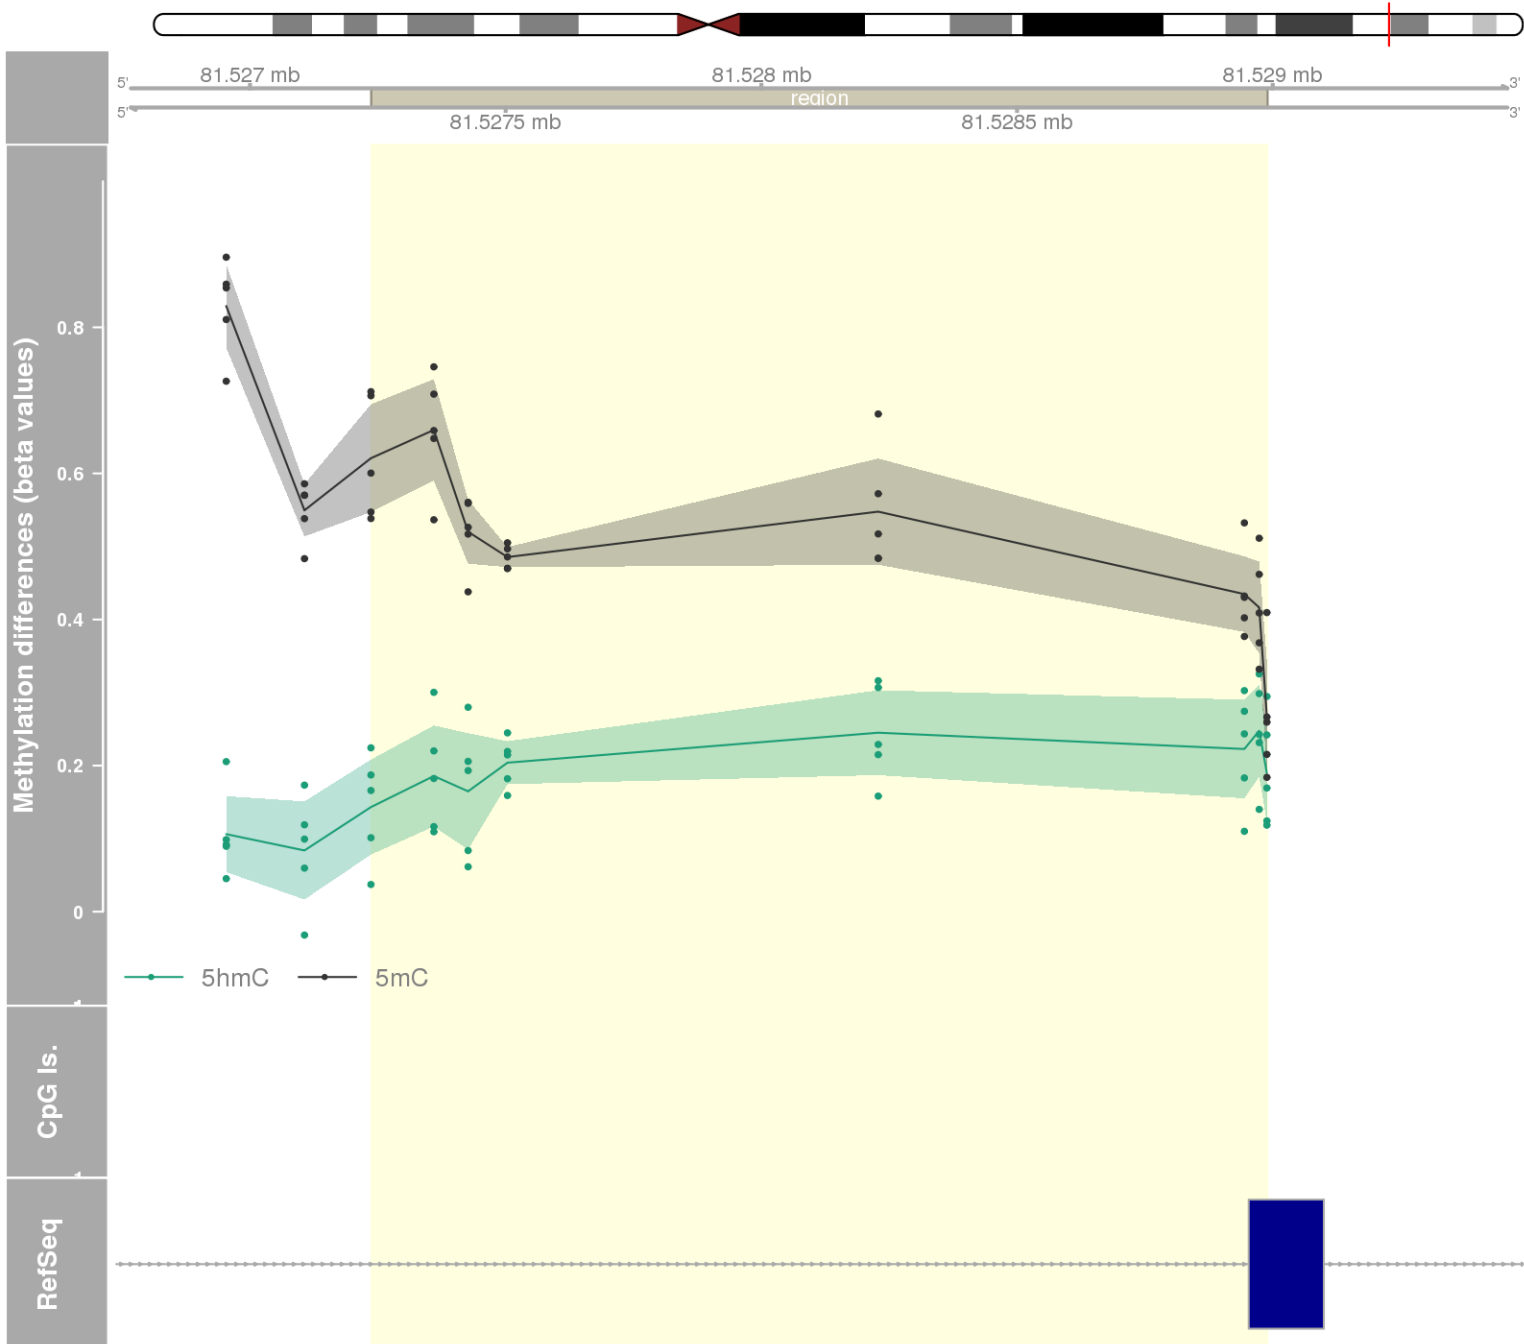 81.527 mb 81.528 mb 81.529 mb
5' 3'
region
5' 3'
81.5275 mb 81.5285 mb
Methylation differences (beta values)
0.8
0.6
0.4
0.2
0
5hmC 5mC
CpG Is.
RefSeq